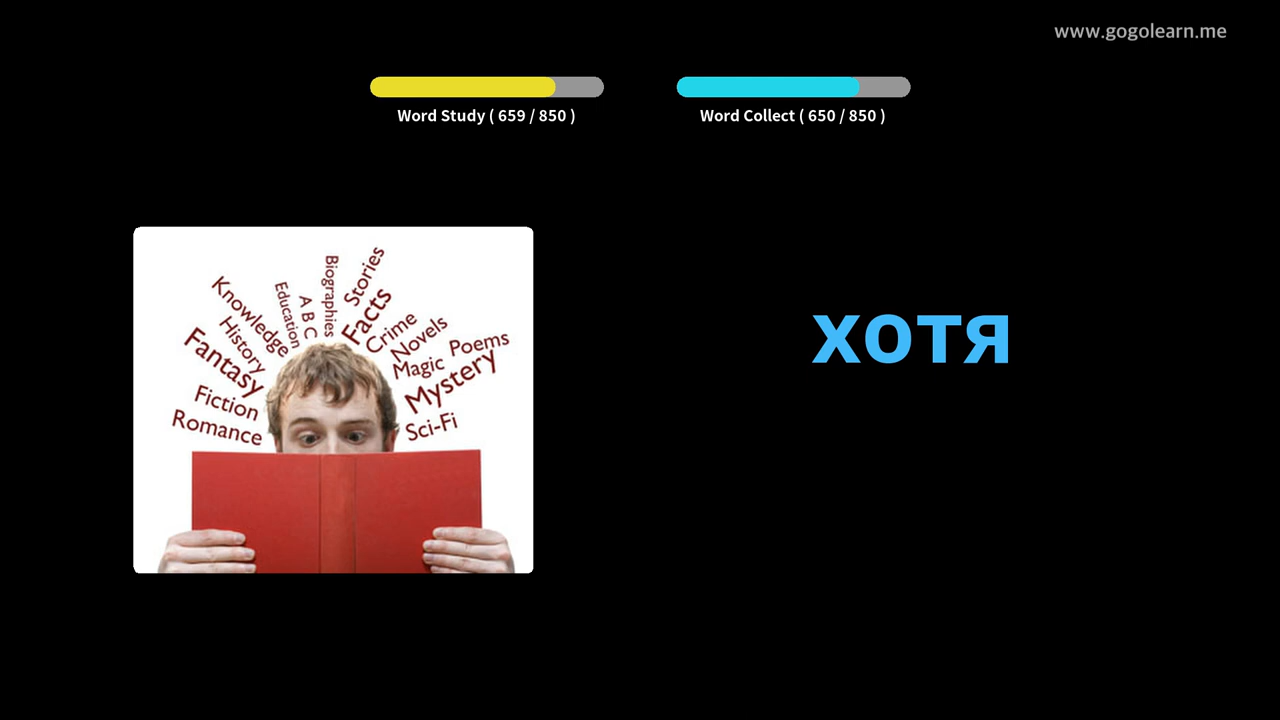 www.gogolearn.me
Word Study ( 659 / 850 )
Word Collect ( 650 / 850 )
хотя
Biographies
Stories
Knowledge
Education
A B C
Facts
History
Crime
Novels
Fantasy
Magic
Poems
Mystery
Fiction
Romance
Sci-Fi